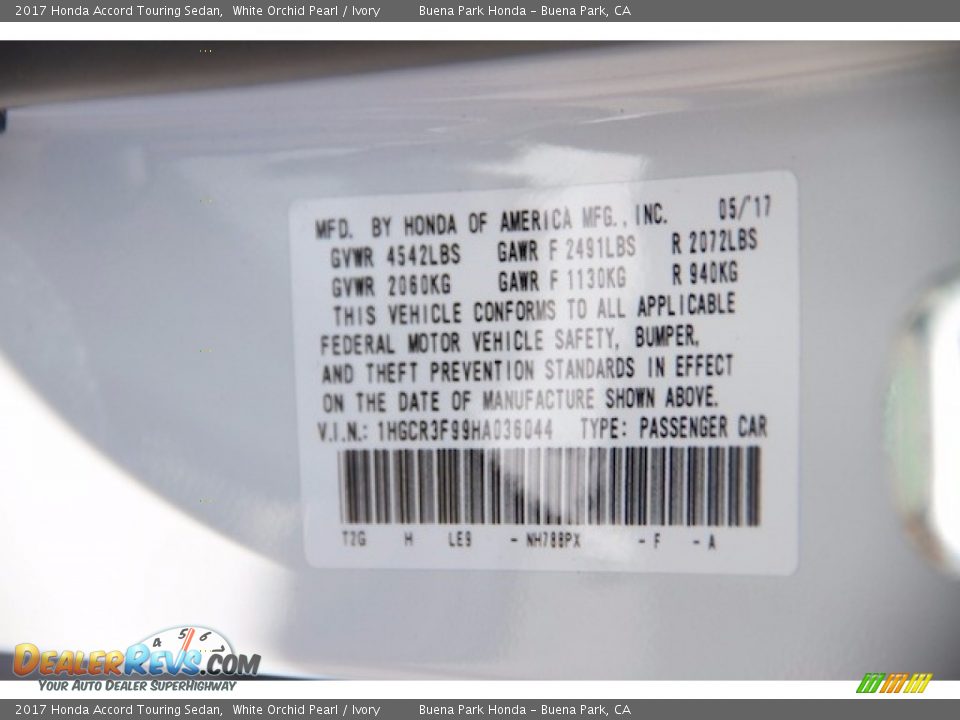 2017 Honda Accord Touring Sedan,  White Orchid Pearl / Ivory  Buena Park Honda - Buena Park, CA
MFD. BY HONDA OF AMERICA MFG., INC.  05/'17
GVWR 4542LBS  GAWR F 2491LBS  R 2072LBS
GVWR 2060KG  GAWR F 1130KG  R 940KG
THIS VEHICLE CONFORMS TO ALL APPLICABLE
FEDERAL MOTOR VEHICLE SAFETY, BUMPER,
AND THEFT PREVENTION STANDARDS IN EFFECT
ON THE DATE OF MANUFACTURE SHOWN ABOVE.
V.I.N.: 1HGCR3F99HA036044  TYPE: PASSENGER CAR
T2G  H  LE9  - NH788PX  - F  - A
4 5 6
DEALERREVS.COM
YOUR AUTO DEALER SUPERHIGHWAY
2017 Honda Accord Touring Sedan,  White Orchid Pearl / Ivory  Buena Park Honda - Buena Park, CA